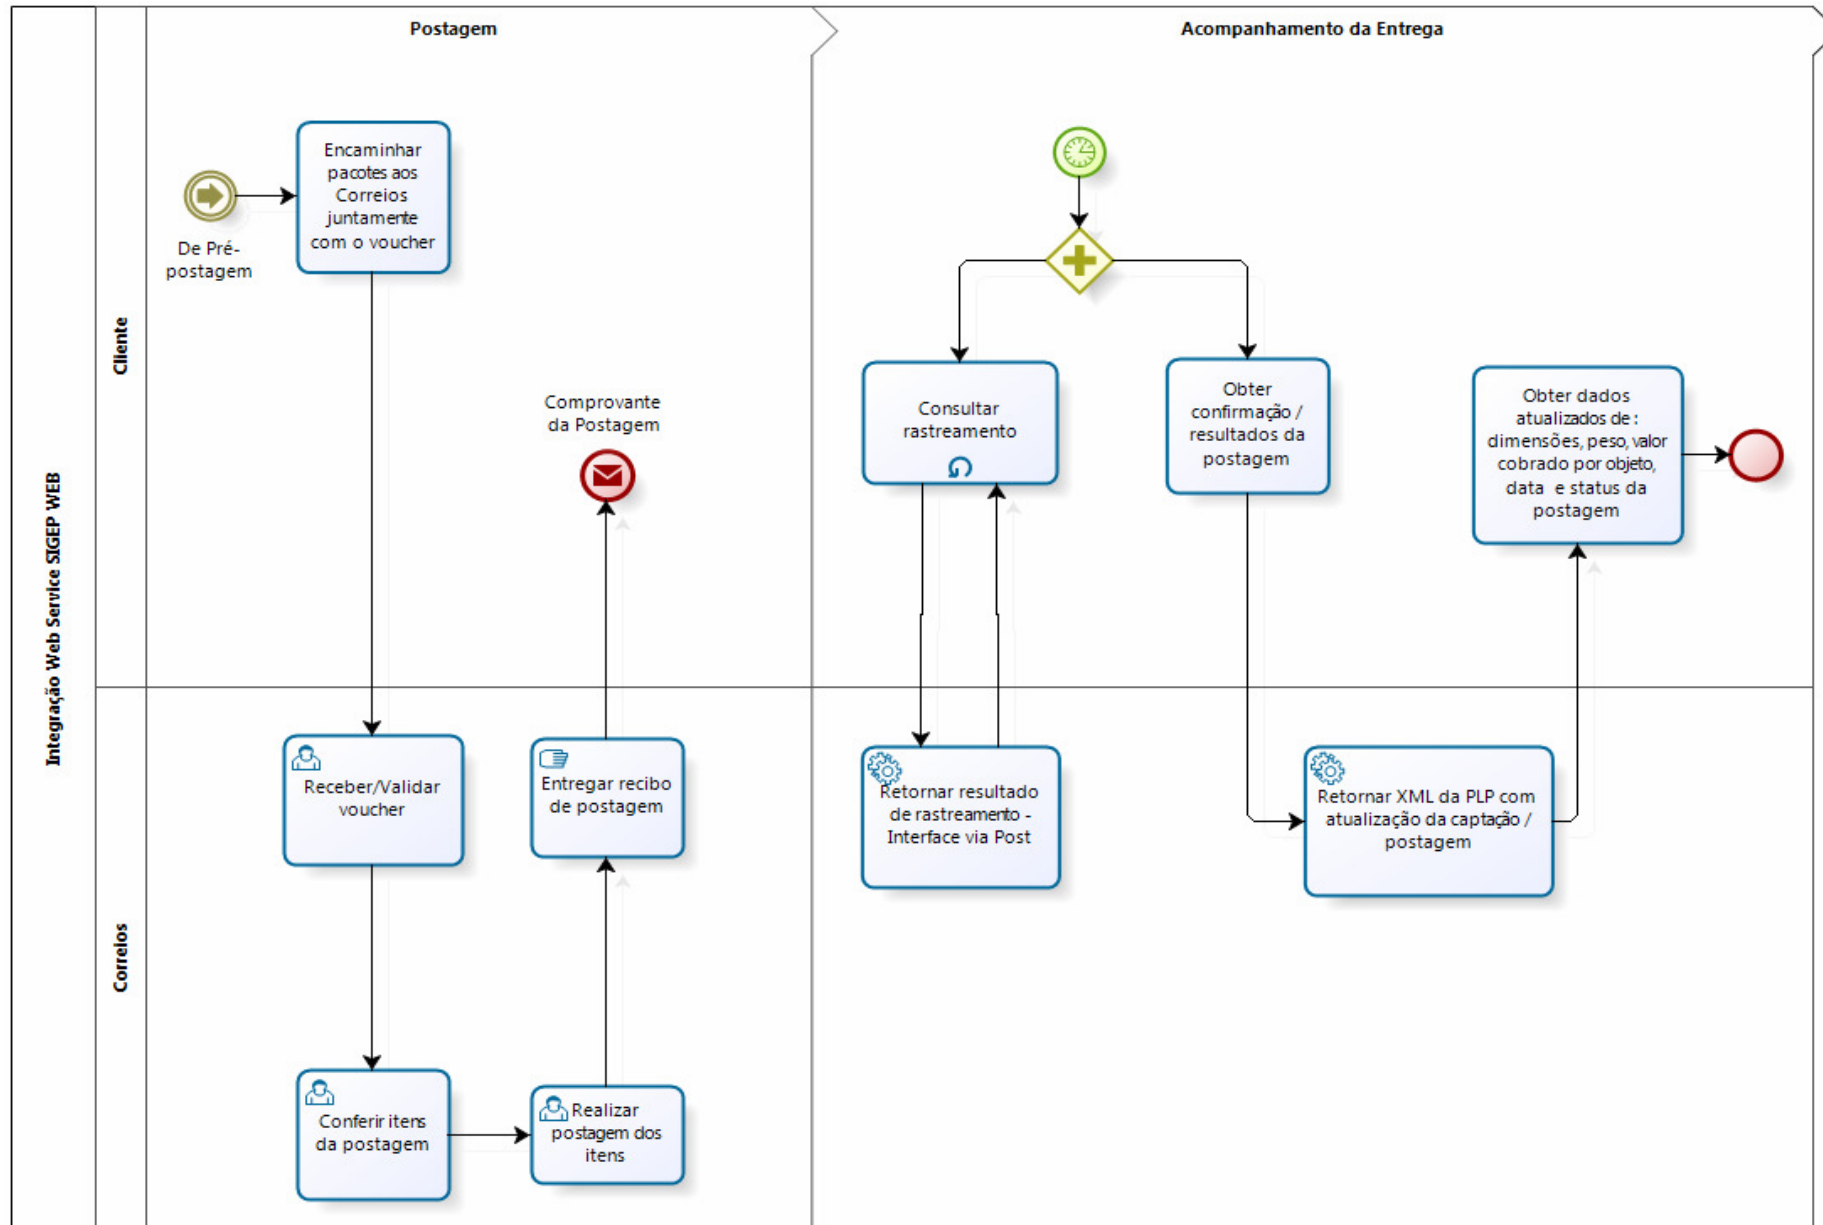 Postagem
Acompanhamento da Entrega
Integração Web Service SIGEP WEB
Cliente
Correios
De Pré-
postagem
Encaminhar
pacotes aos
Correios
juntamente
com o voucher
Comprovante
da Postagem
Receber/Validar
voucher
Entregar recibo
de postagem
Conferir itens
da postagem
Realizar
postagem dos
itens
Consultar
rastreamento
Obter
confirmação /
resultados da
postagem
Obter dados
atualizados de :
dimensões, peso, valor
cobrado por objeto,
data e status da
postagem
Retornar resultado
de rastreamento -
Interface via Post
Retornar XML da PLP com
atualização da captação /
postagem